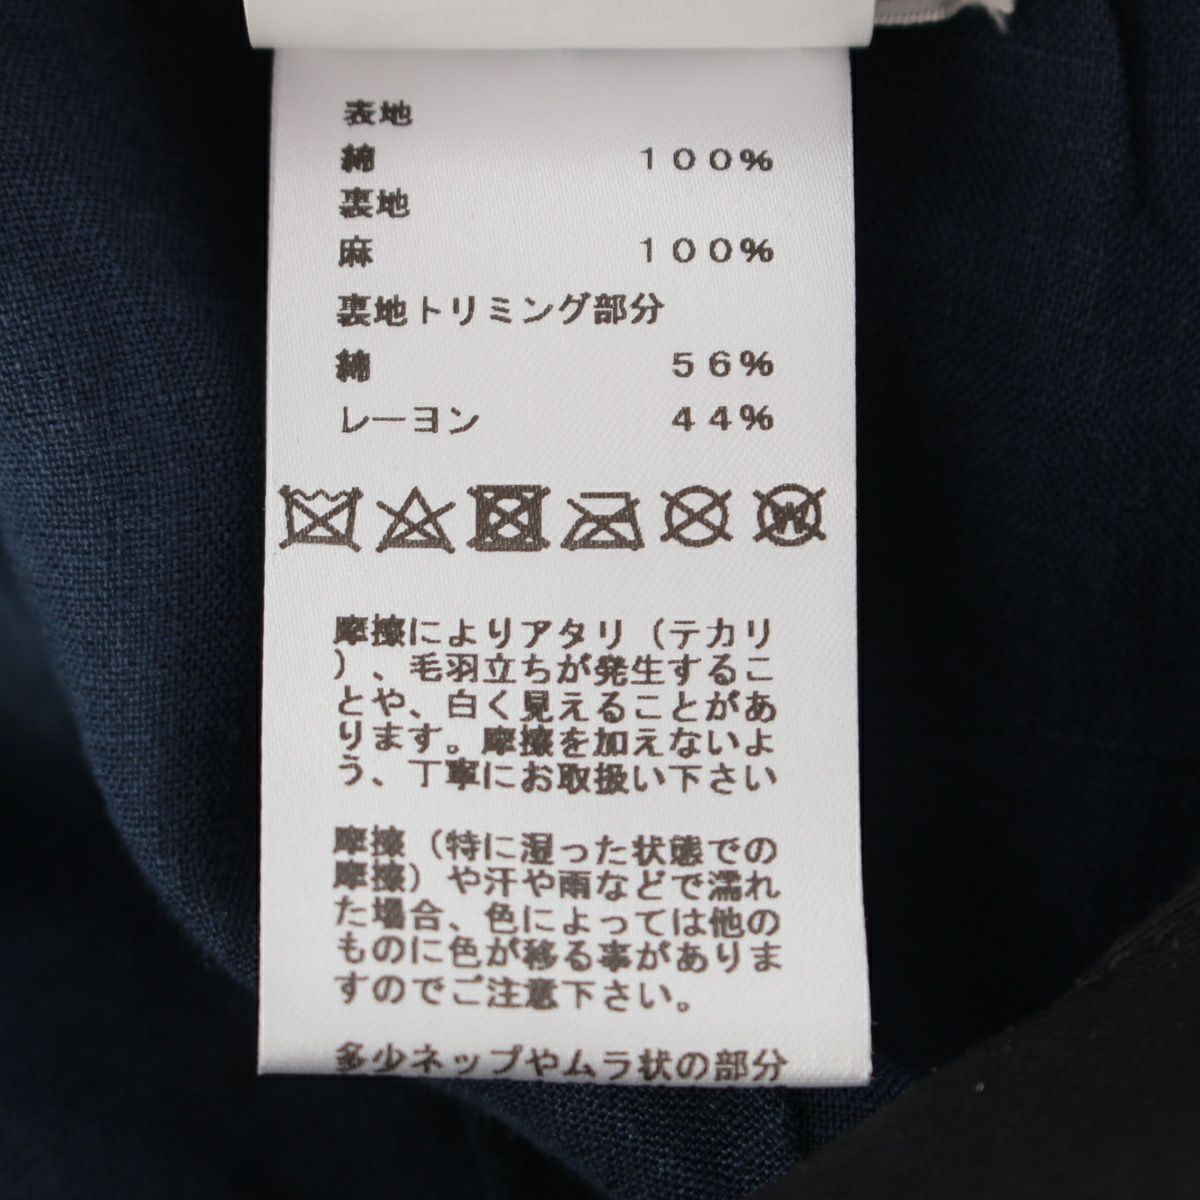 表地
綿 100%
裏地
麻 100%
裏地トリミング部分
綿 56%
レーヨン 44%
W
摩擦によりアタリ（テカリ
）、毛羽立ちが発生するこ
とや、白く見えることがあ
ります。摩擦を加えないよ
う、丁寧にお取扱い下さい
摩擦（特に湿った状態での
摩擦）や汗や雨などで濡れ
た場合、色によっては他の
ものに色が移る事がありま
すのでご注意下さい。
多少ネップやムラ状の部分